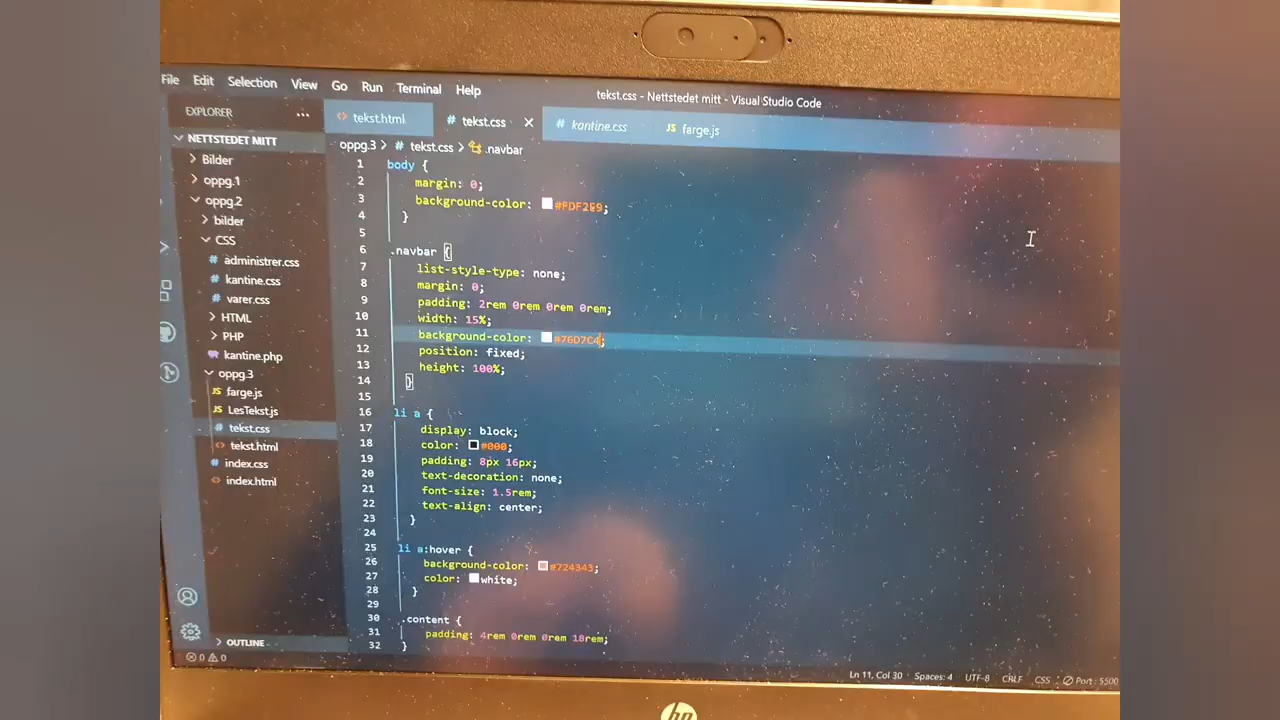 File Edit Selection View Go Run Terminal Help
tekst.css - Nettstedet mitt - Visual Studio Code
EXPLORER ...
NETTSTEDET MITT
> Bilder
> oppg.1
oppg.2
> bilder
CSS
# administrer.css
# kantine.css
# varer.css
> HTML
> PHP
kantine.php
oppg.3
JS farge.js
JS LesTekst.js
# tekst.css
<> tekst.html
# index.css
<> index.html
> OUTLINE
0 0
<> tekst.html # tekst.css × # kantine.css JS farge.js
oppg.3 > # tekst.css > .navbar
1 body {
2 margin: 0;
3 background-color: #FDF2E9;
4 }
5
6 .navbar {
7 list-style-type: none;
8 margin: 0;
9 padding: 2rem 0rem 0rem 0rem;
10 width: 15%;
11 background-color: #76D7C4;
12 position: fixed;
13 height: 100%;
14 }
15
16 li a {
17 display: block;
18 color: #000;
19 padding: 8px 16px;
20 text-decoration: none;
21 font-size: 1.5rem;
22 text-align: center;
23 }
24
25 li a:hover {
26 background-color: #724343;
27 color: white;
28 }
29
30 .content {
31 padding: 4rem 0rem 0rem 18rem;
32 }
Ln 11, Col 30 Spaces: 4 UTF-8 CRLF CSS Port : 5500
hp